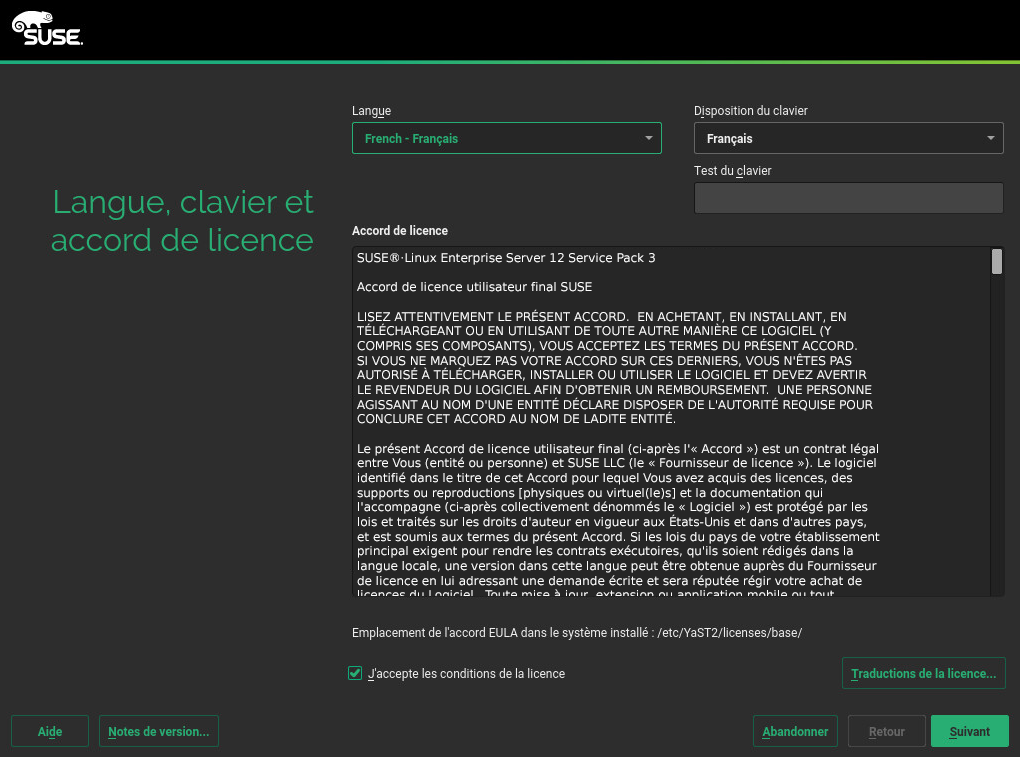 SUSE.
Langue
Disposition du clavier
French - Français
Français
Test du clavier
Langue, clavier et
accord de licence
Accord de licence
SUSE®·Linux Enterprise Server 12 Service Pack 3
Accord de licence utilisateur final SUSE
LISEZ ATTENTIVEMENT LE PRÉSENT ACCORD.  EN ACHETANT, EN INSTALLANT, EN
TÉLÉCHARGEANT OU EN UTILISANT DE TOUTE AUTRE MANIÈRE CE LOGICIEL (Y
COMPRIS SES COMPOSANTS), VOUS ACCEPTEZ LES TERMES DU PRÉSENT ACCORD.
SI VOUS NE MARQUEZ PAS VOTRE ACCORD SUR CES DERNIERS, VOUS N'ÊTES PAS
AUTORISÉ À TÉLÉCHARGER, INSTALLER OU UTILISER LE LOGICIEL ET DEVEZ AVERTIR
LE REVENDEUR DU LOGICIEL AFIN D'OBTENIR UN REMBOURSEMENT.  UNE PERSONNE
AGISSANT AU NOM D'UNE ENTITÉ DÉCLARE DISPOSER DE L'AUTORITÉ REQUISE POUR
CONCLURE CET ACCORD AU NOM DE LADITE ENTITÉ.
Le présent Accord de licence utilisateur final (ci-après l'« Accord ») est un contrat légal
entre Vous (entité ou personne) et SUSE LLC (le « Fournisseur de licence »). Le logiciel
identifié dans le titre de cet Accord pour lequel Vous avez acquis des licences, des
supports ou reproductions [physiques ou virtuel(le)s] et la documentation qui
l'accompagne (ci-après collectivement dénommés le « Logiciel ») est protégé par les
lois et traités sur les droits d'auteur en vigueur aux États-Unis et dans d'autres pays,
et est soumis aux termes du présent Accord. Si les lois du pays de votre établissement
principal exigent pour rendre les contrats exécutoires, qu'ils soient rédigés dans la
langue locale, une version dans cette langue peut être obtenue auprès du Fournisseur
de licence en lui adressant une demande écrite et sera réputée régir votre achat de
licences du Logiciel.  Toute mise à jour, extension ou application mobile ou tout
Emplacement de l'accord EULA dans le système installé : /etc/YaST2/licenses/base/
J'accepte les conditions de la licence
Traductions de la licence...
Aide
Notes de version...
Abandonner
Retour
Suivant